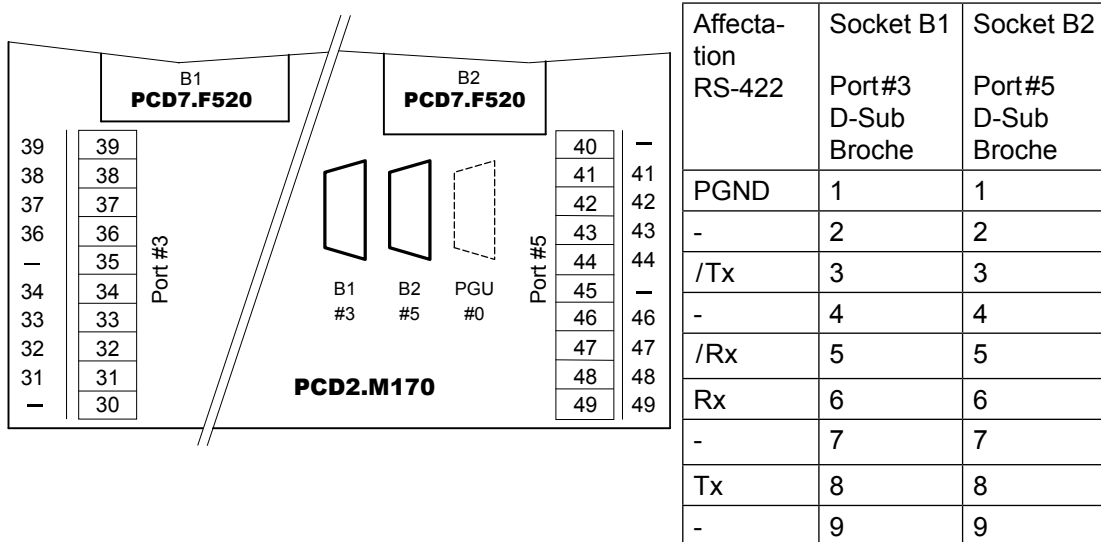 B1
PCD7.F520
B2
PCD7.F520
39 39
38 38
37 37
36 36
– 35
34 34
33 33
32 32
31 31
– 30
Port #3
B1 B2 PGU
#3 #5 #0
PCD2.M170
Port #5
40 –
41 41
42 42
43 43
44 44
45 –
46 46
47 47
48 48
49 49
Affecta-
tion
RS-422
Socket B1
Port#3
D-Sub
Broche
Socket B2
Port#5
D-Sub
Broche
PGND 1 1
- 2 2
/Tx 3 3
- 4 4
/Rx 5 5
Rx 6 6
- 7 7
Tx 8 8
- 9 9